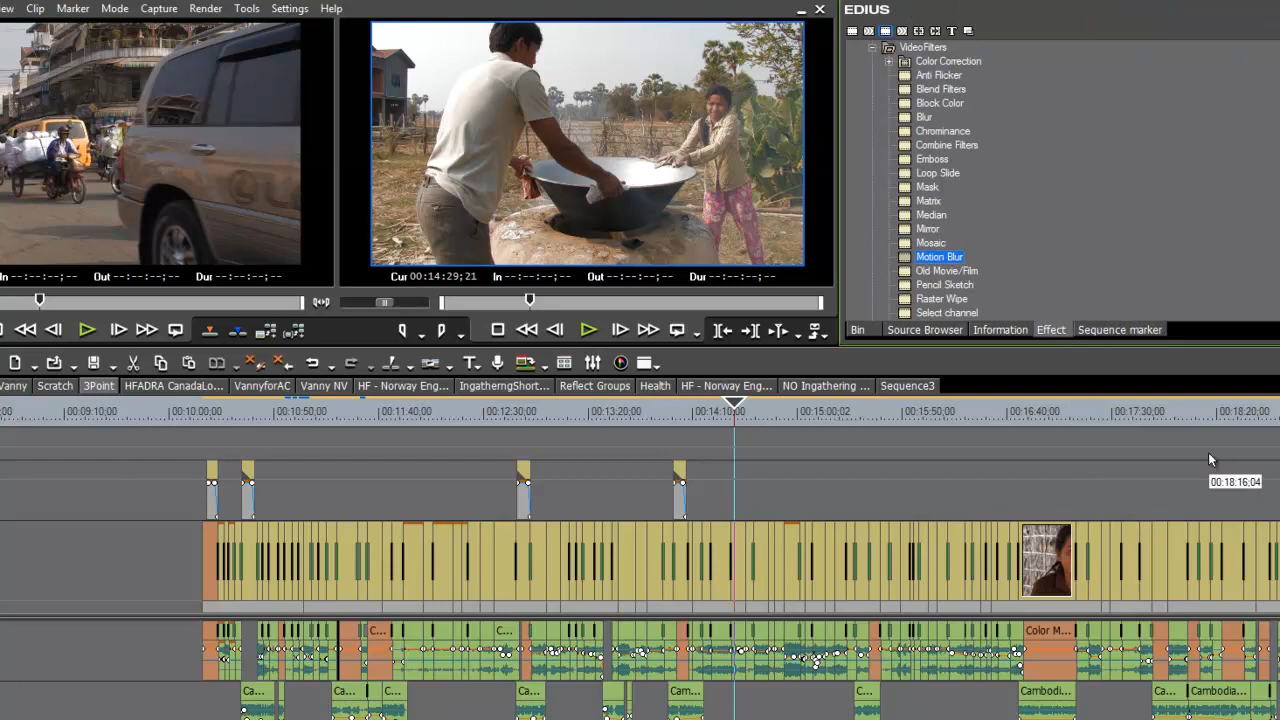 ew Clip Marker Mode Capture Render Tools Settings Help
EDIUS
VideoFilters
Color Correction
Anti Flicker
Blend Filters
Block Color
Blur
Chrominance
Combine Filters
Emboss
Loop Slide
Mask
Matrix
Median
Mirror
Mosaic
Motion Blur
Old Movie/Film
Pencil Sketch
Raster Wipe
Select channel
In --:--:--;-- Out --:--:--;-- Dur --:--:--;--
Cur 00:14:29;21 In --:--:--;-- Out --:--:--;-- Dur --:--:--;--
Bin Source Browser Information Effect Sequence marker
Vanny Scratch 3Point HFADRA CanadaLo... VannyforAC Vanny NV HF - Norway Eng... IngatherngShort... Reflect Groups Health HF - Norway Eng... NO Ingathering ... Sequence3
:00 00:09:10;00 00:10:00;00 00:10:50;00 00:11:40;00 00:12:30;00 00:13:20;00 00:14:10;00 00:15:00;02 00:15:50;00 00:16:40;00 00:17:30;00 00:18:20;00
00:18:16;04
C... C... Color M...
Ca... Ca... C... Ca... Cam... C... Cambodi... Ca... Cambodia...